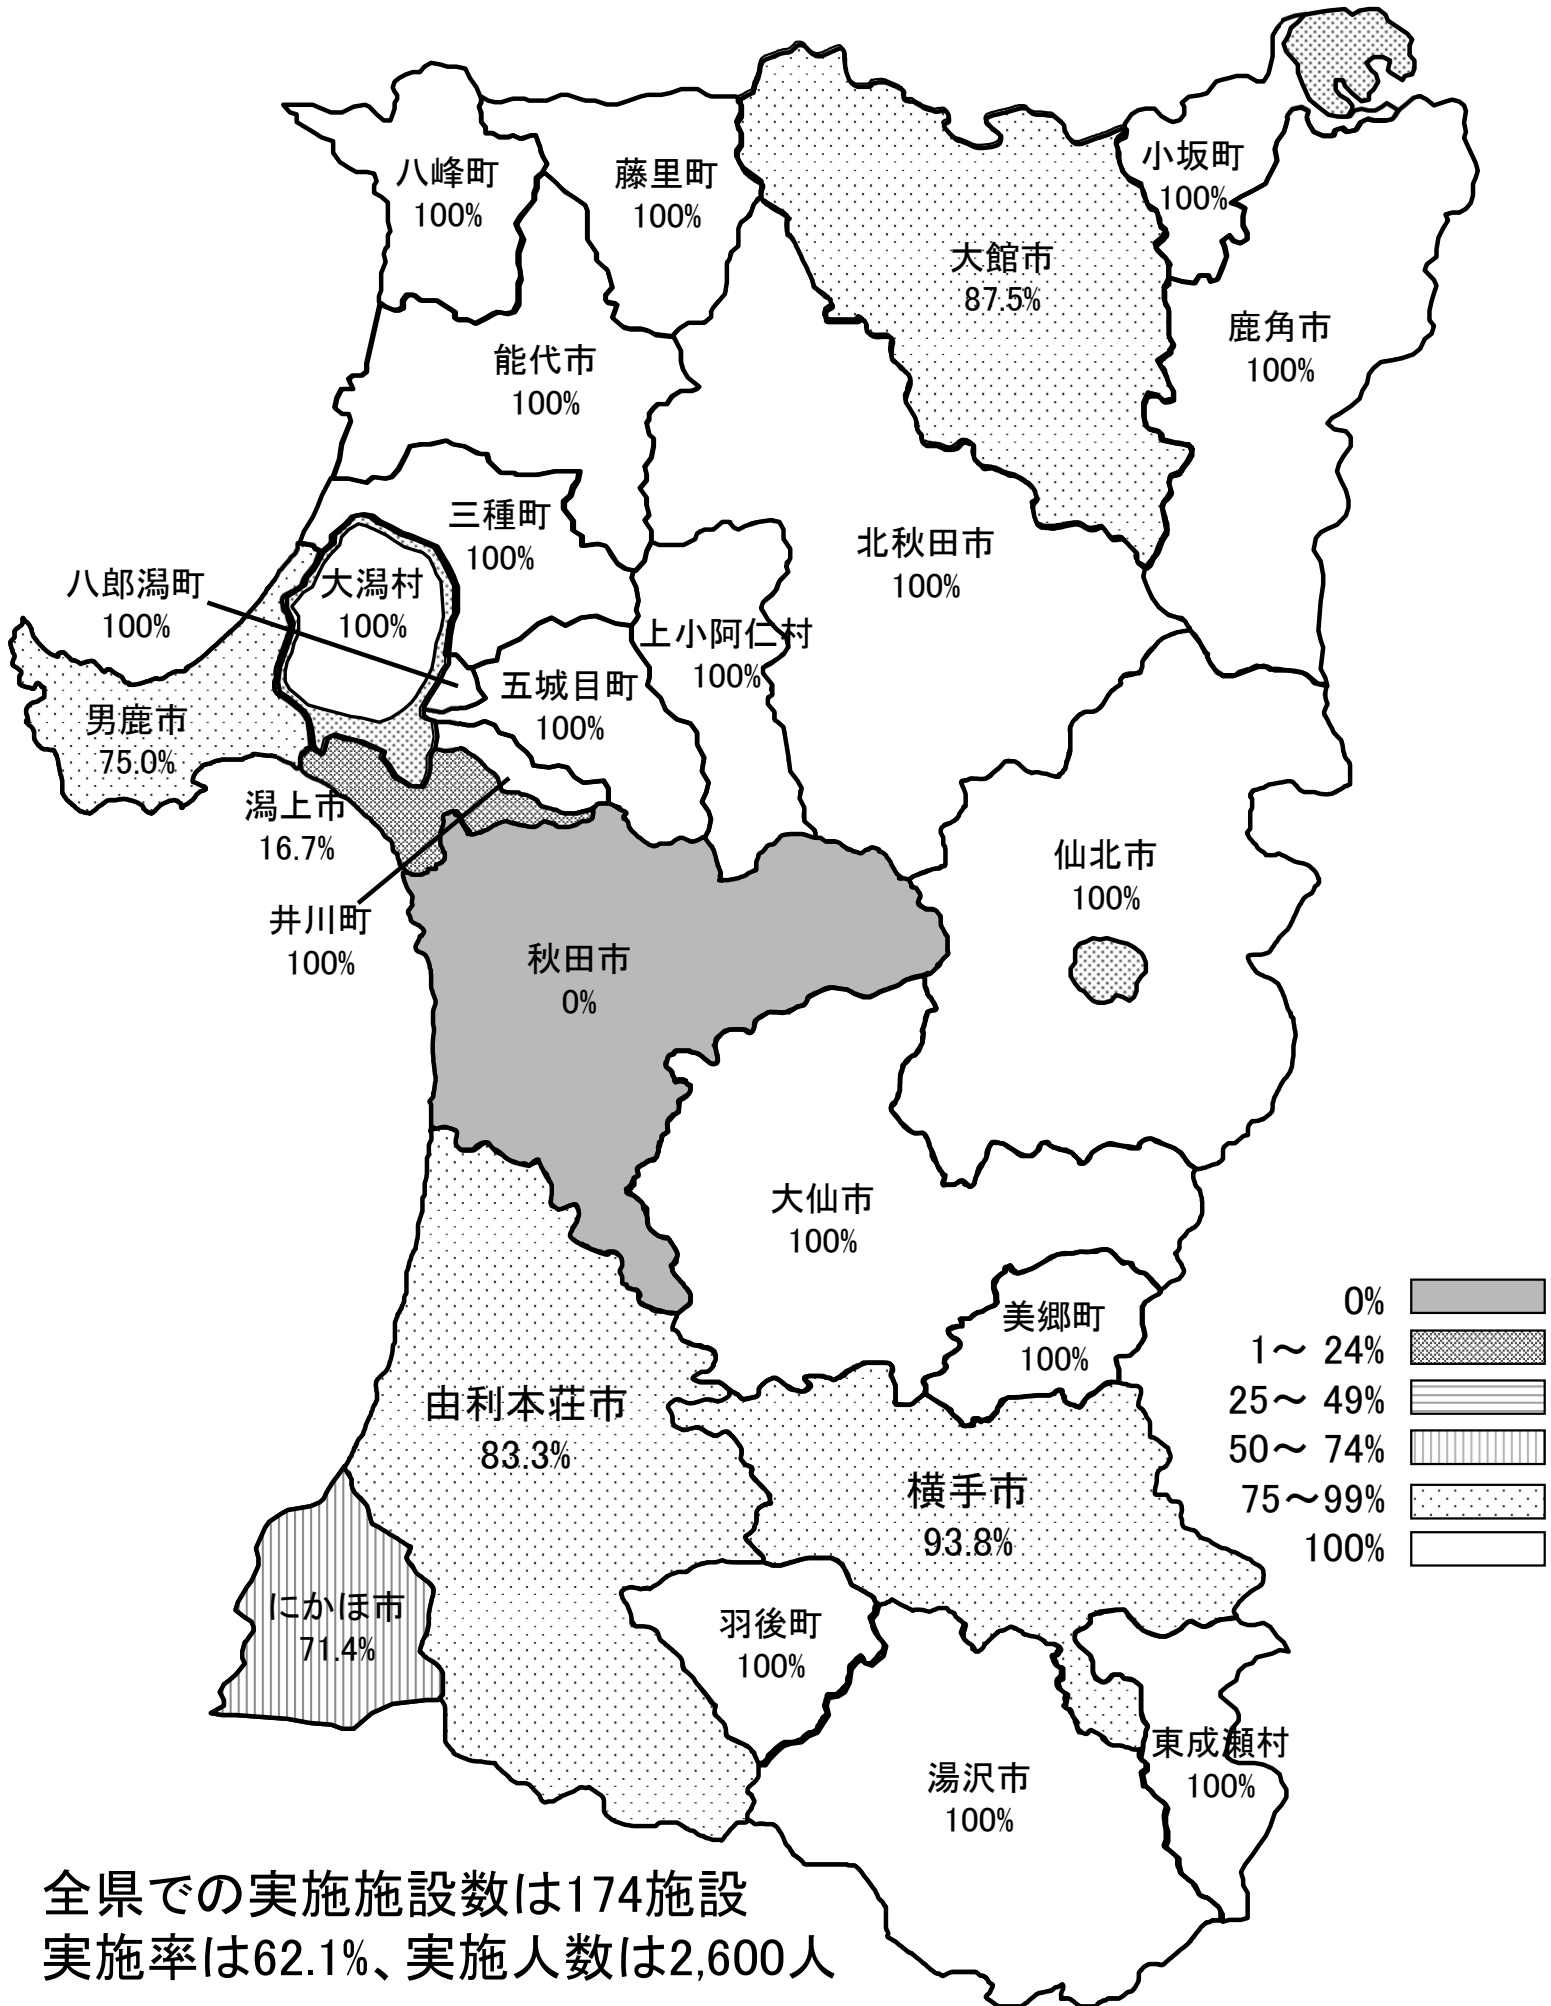 八峰町
100%
藤里町
100%
小坂町
100%
大館市
87.5%
鹿角市
100%
能代市
100%
三種町
100%
北秋田市
100%
八郎潟町
100%
大潟村
100%
上小阿仁村
100%
五城目町
100%
男鹿市
75.0%
潟上市
16.7%
井川町
100%
仙北市
100%
秋田市
0%
大仙市
100%
美郷町
100%
0%
1～ 24%
25～ 49%
50～ 74%
75～99%
100%
由利本荘市
83.3%
横手市
93.8%
にかほ市
71.4%
羽後町
100%
東成瀬村
100%
湯沢市
100%
全県での実施施設数は174施設
実施率は62.1%、実施人数は2,600人